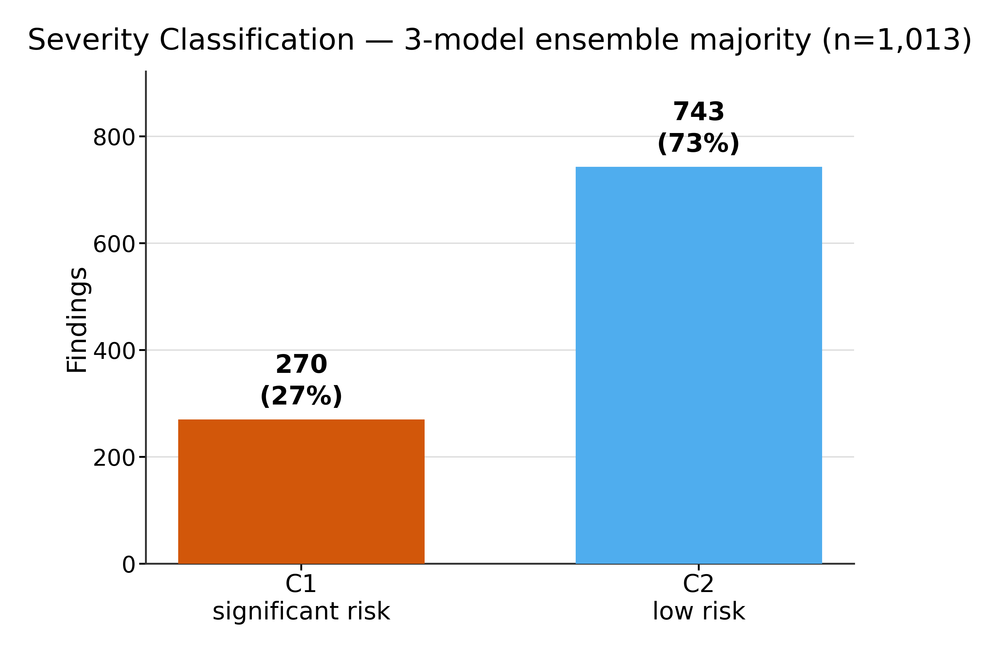 Severity Classification — 3-model ensemble majority (n=1,013)
Findings
800
600
400
200
0
743
(73%)
270
(27%)
C1
significant risk
C2
low risk